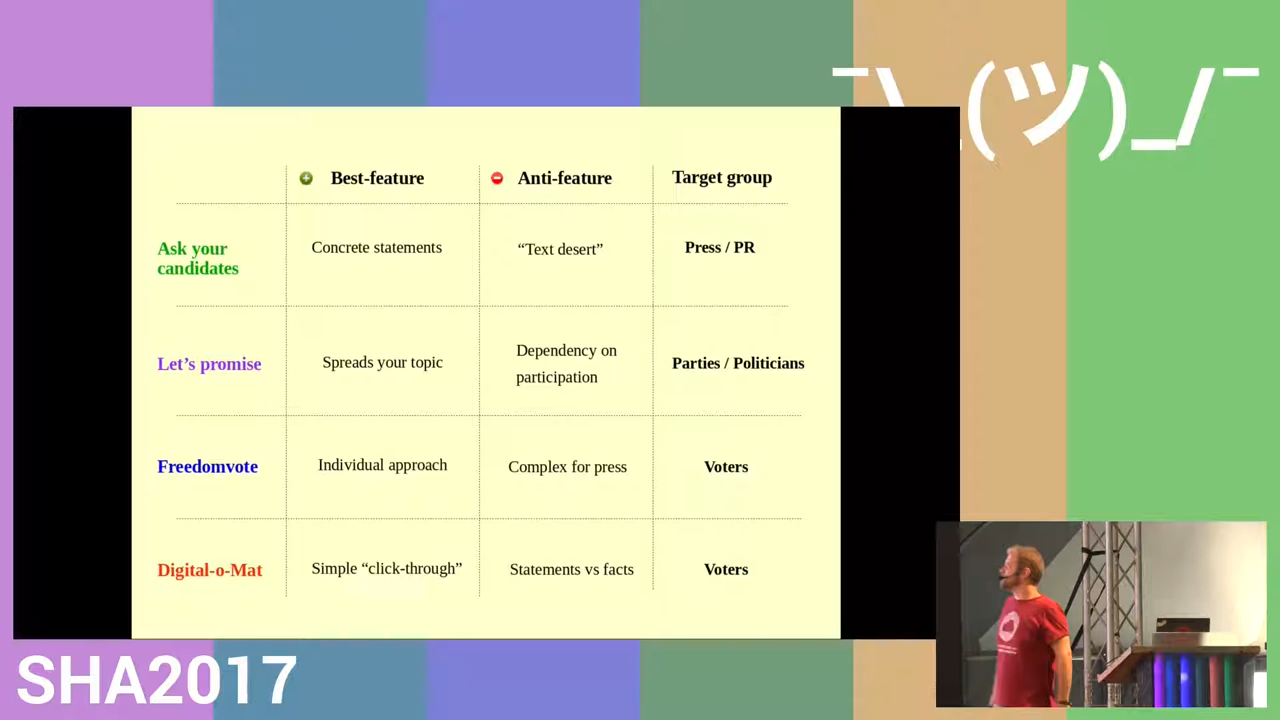 ¯\_(ツ)_/¯
Best-feature
Anti-feature
Target group
Ask your
candidates
Concrete statements
“Text desert”
Press / PR
Let’s promise
Spreads your topic
Dependency on
participation
Parties / Politicians
Freedomvote
Individual approach
Complex for press
Voters
Digital-o-Mat
Simple “click-through”
Statements vs facts
Voters
SHA2017